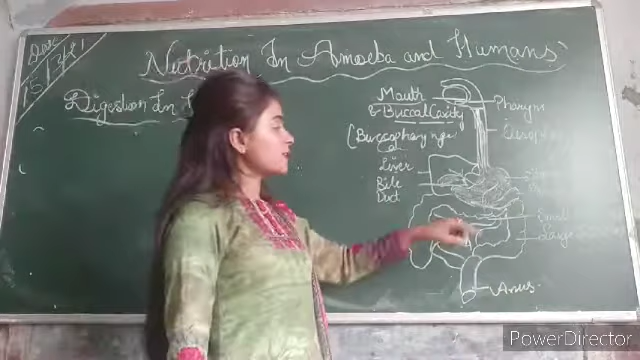 Date
15/3/21
Nutrition In Amoeba and Humans
Digestion In
Mouth
& Buccal Cavity
Pharynx
Liver
Bile
Duct
Small
Large
Anus
PowerDirector